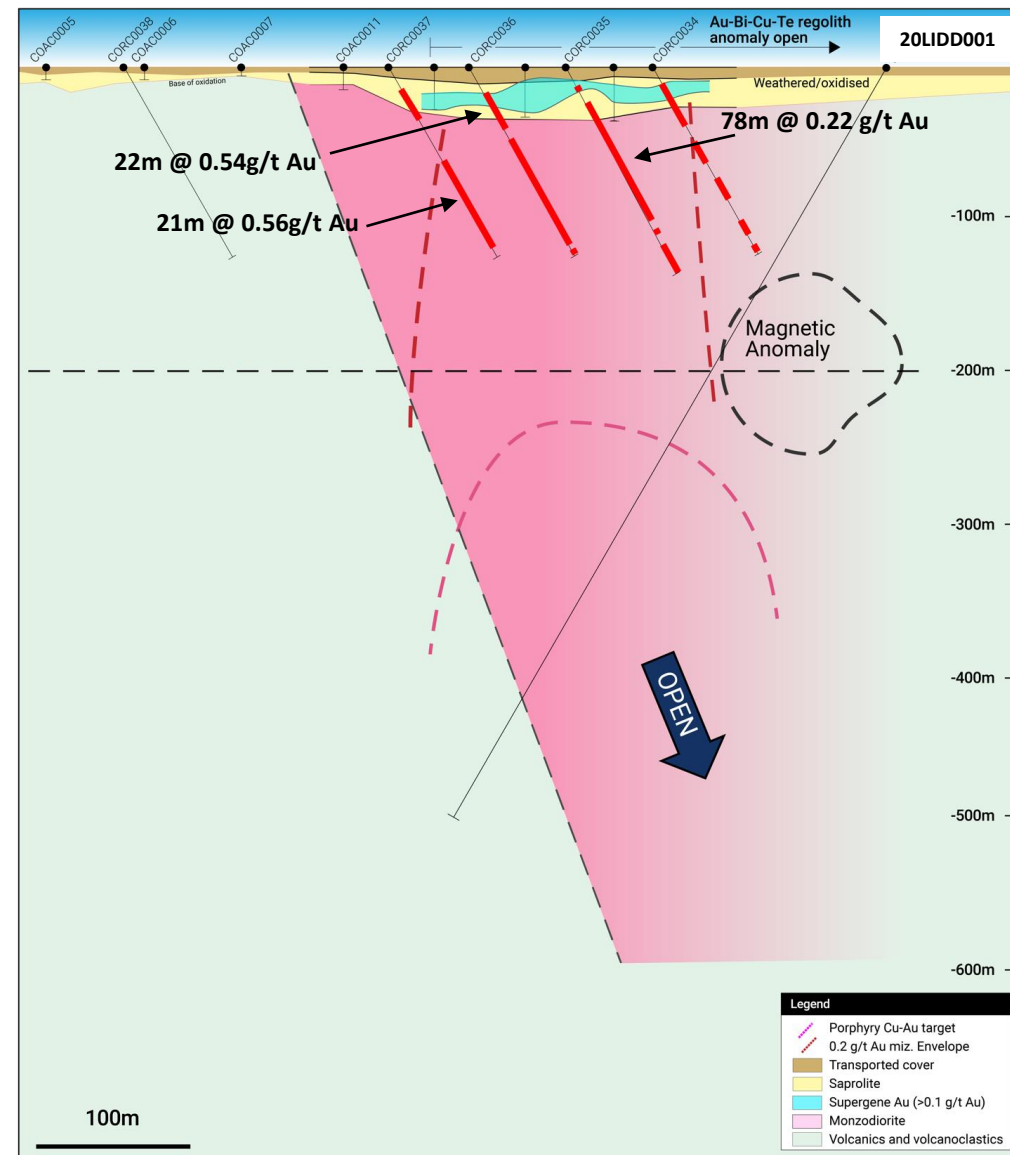 COAC0005
CORC0038
COAC0006
COAC0007
COAC0011
CORC0037
CORC0036
CORC0035
CORC0034
Au-Bi-Cu-Te regolith
anomaly open
20LIDD001
Base of oxidation
Weathered/oxidised
78m @ 0.22 g/t Au
22m @ 0.54g/t Au
21m @ 0.56g/t Au
-100m
Magnetic
Anomaly
-200m
-300m
OPEN
-400m
-500m
-600m
Legend
Porphyry Cu-Au target
0.2 g/t Au miz. Envelope
Transported cover
Saprolite
Supergene Au (>0.1 g/t Au)
Monzodiorite
Volcanics and volcanoclastics
100m